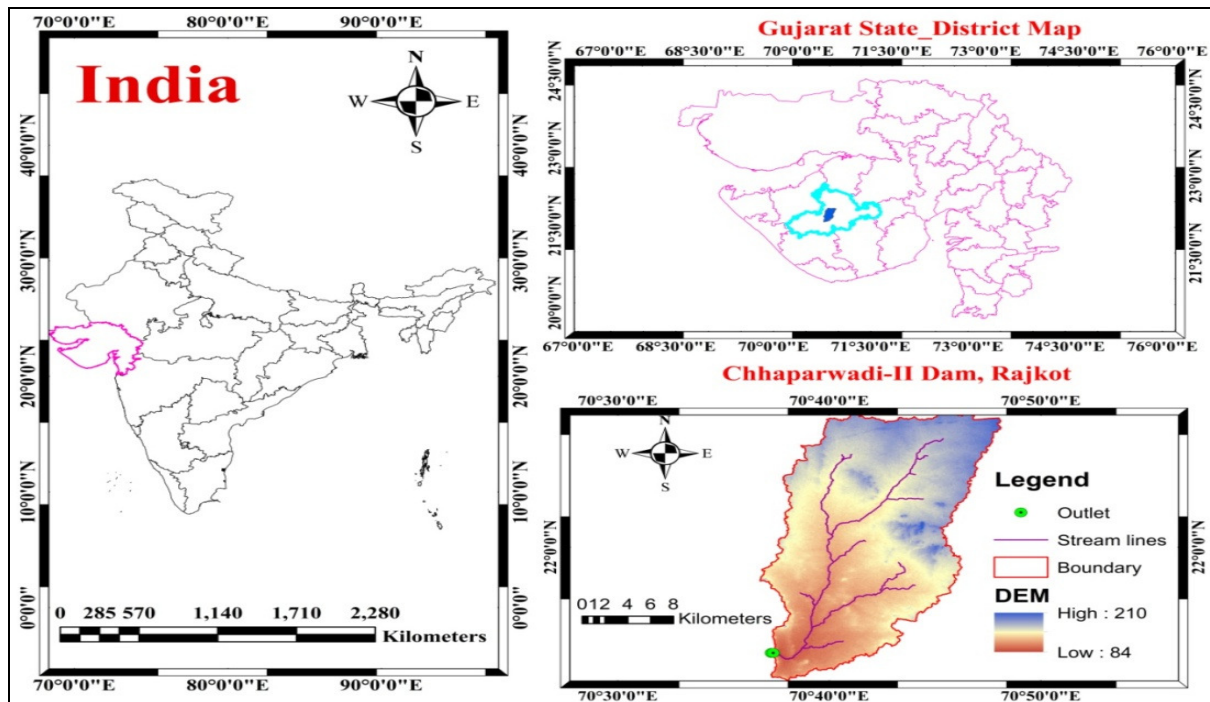 70°0'0"E 80°0'0"E 90°0'0"E
India
N
W E
S
40°0'0"N
40°0'0"N
30°0'0"N
30°0'0"N
20°0'0"N
20°0'0"N
10°0'0"N
10°0'0"N
0°0'0"
0°0'0"
0 285 570 1,140 1,710 2,280
Kilometers
70°0'0"E 80°0'0"E 90°0'0"E
Gujarat State_District Map
67°0'0"E 68°30'0"E 70°0'0"E 71°30'0"E 73°0'0"E 74°30'0"E 76°0'0"E
24°30'0"N
24°30'0"N
23°0'0"N
23°0'0"N
21°30'0"N
21°30'0"N
20°0'0"N
20°0'0"N
67°0'0"E 68°30'0"E 70°0'0"E 71°30'0"E 73°0'0"E 74°30'0"E 76°0'0"E
Chhaparwadi-II Dam, Rajkot
70°30'0"E 70°40'0"E 70°50'0"E
N
W E
S
22°0'0"N
22°0'0"N
Legend
Outlet
Stream lines
Boundary
DEM
High : 210
Low : 84
0 1 2 4 6 8
Kilometers
70°30'0"E 70°40'0"E 70°50'0"E